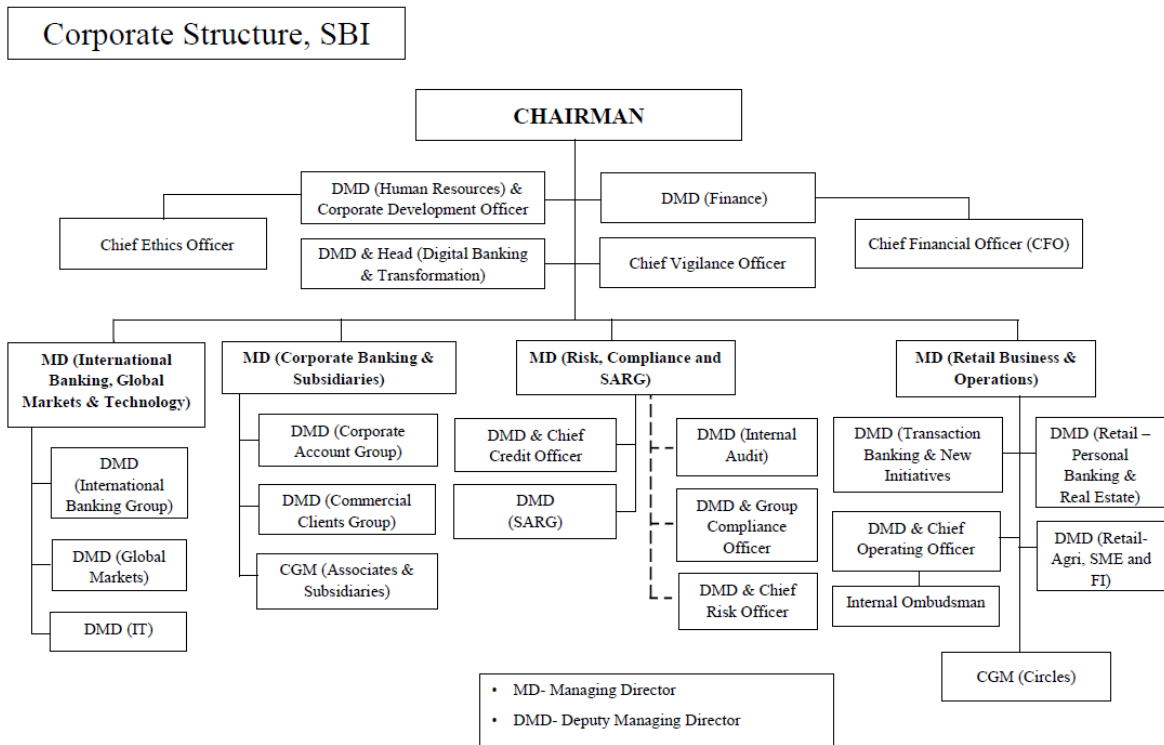 Corporate Structure, SBI
CHAIRMAN
DMD (Human Resources) &
Corporate Development Officer
DMD (Finance)
Chief Ethics Officer
Chief Financial Officer (CFO)
DMD & Head (Digital Banking
& Transformation)
Chief Vigilance Officer
MD (International
Banking, Global
Markets & Technology)
DMD
(International
Banking Group)
DMD (Global
Markets)
DMD (IT)
MD (Corporate Banking &
Subsidiaries)
DMD (Corporate
Account Group)
DMD (Commercial
Clients Group)
CGM (Associates &
Subsidiaries)
MD (Risk, Compliance and
SARG)
DMD & Chief
Credit Officer
DMD
(SARG)
DMD (Internal
Audit)
DMD & Group
Compliance
Officer
DMD & Chief
Risk Officer
MD (Retail Business &
Operations)
DMD (Transaction
Banking & New
Initiatives
DMD (Retail –
Personal
Banking &
Real Estate)
DMD & Chief
Operating Officer
DMD (Retail-
Agri, SME and
FI)
Internal Ombudsman
CGM (Circles)
• MD- Managing Director
• DMD- Deputy Managing Director